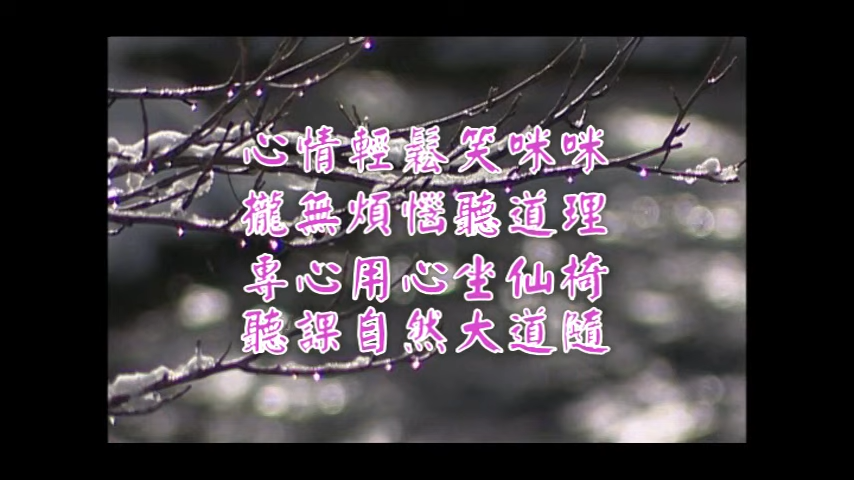 心情輕鬆笑咪咪
攏無煩惱聽道理
專心用心坐仙椅
聽課自然大道隨